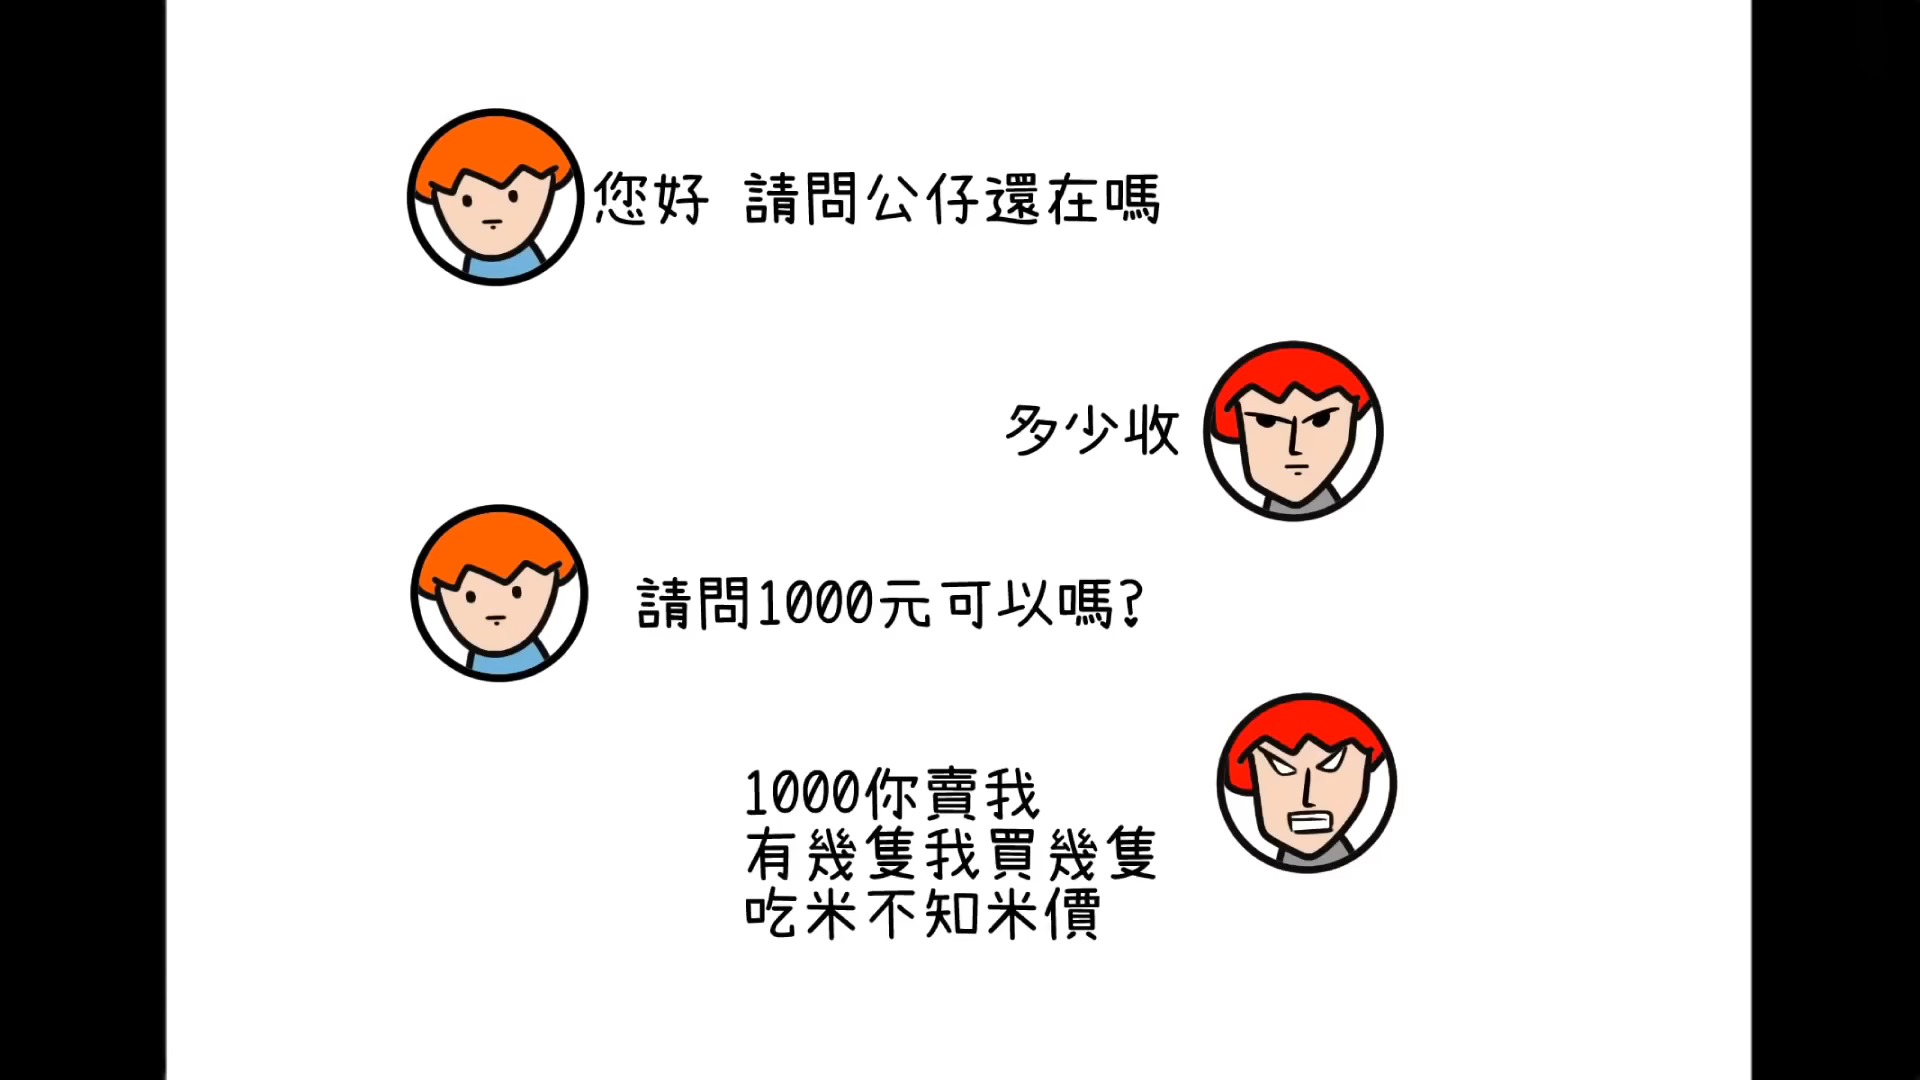 您好 請問公仔還在嗎
多少收
請問1000元可以嗎?
1000你賣我
有幾隻我買幾隻
吃米不知米價